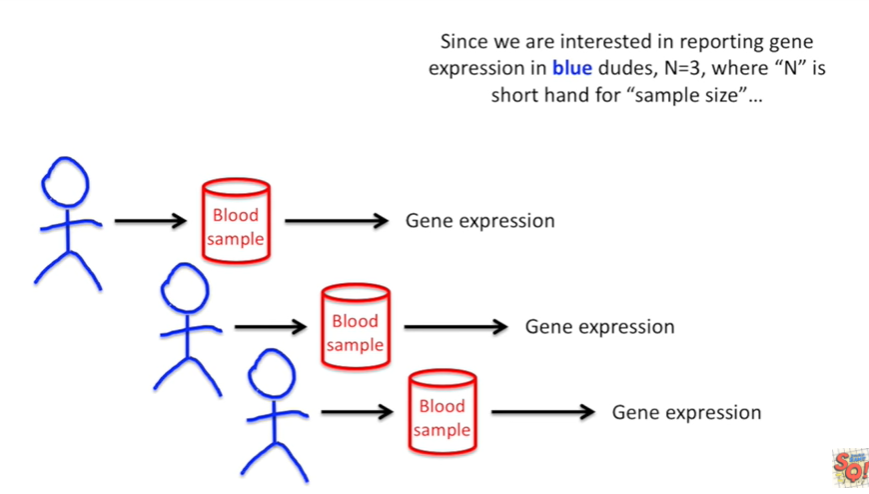 Since we are interested in reporting gene
expression in blue dudes, N=3, where “N” is
short hand for “sample size”...
Blood
sample
Gene expression
Blood
sample
Gene expression
Blood
sample
Gene expression
SQ!